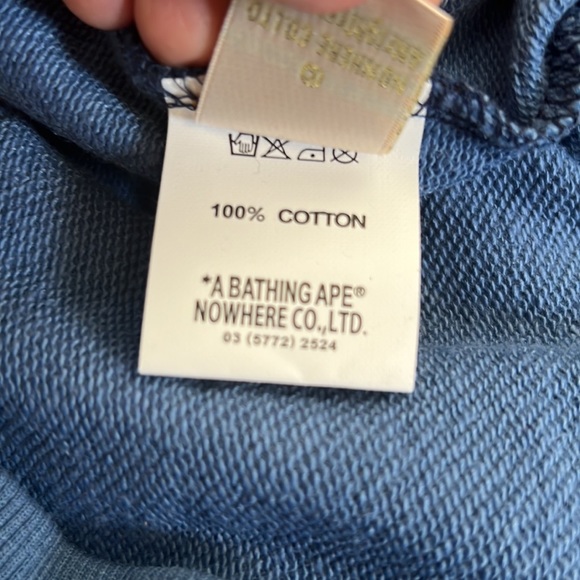 100% COTTON
*A BATHING APE®
NOWHERE CO.,LTD.
03 (5772) 2524